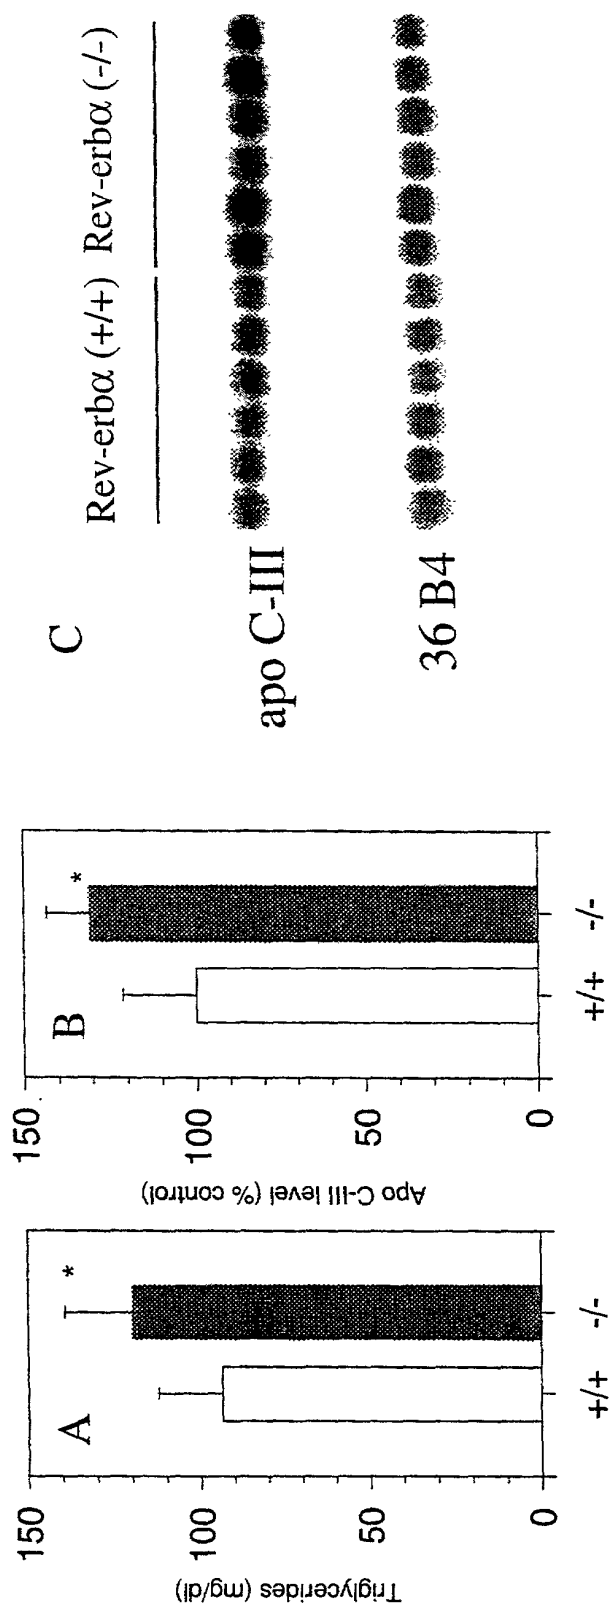 A
150
100
50
0
Triglycerides (mg/dl)
+/+ -/-
*
B
150
100
50
0
Apo C-III level (% control)
+/+ -/-
*
C
Rev-erbα (+/+) Rev-erbα (-/-)
apo C-III
36 B4